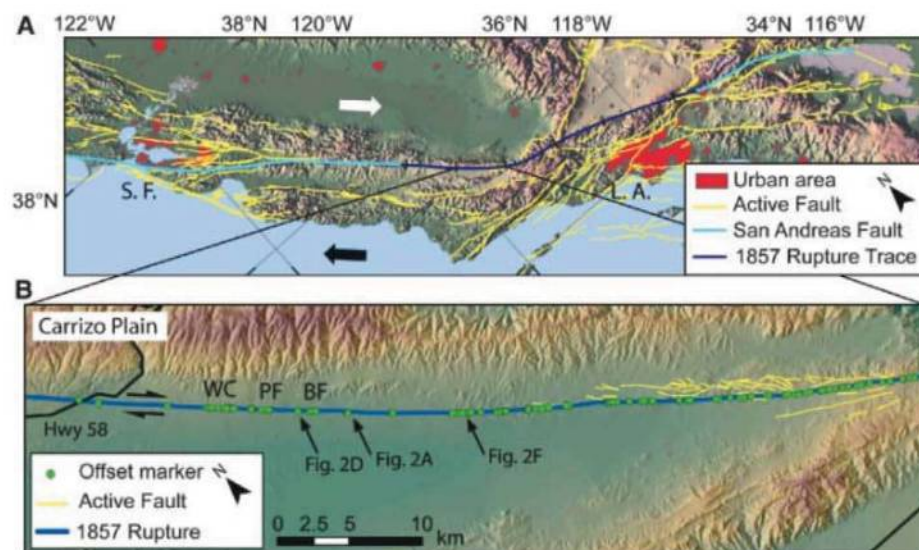 A
122°W 38°N 120°W 36°N 118°W 34°N 116°W
38°N
S. F.
L. A.
Urban area
Active Fault
San Andreas Fault
1857 Rupture Trace
N
B
Carrizo Plain
WC PF BF
Hwy 58
Fig. 2D
Fig. 2A
Fig. 2F
Offset marker
Active Fault
1857 Rupture
N
0 2.5 5 10
km